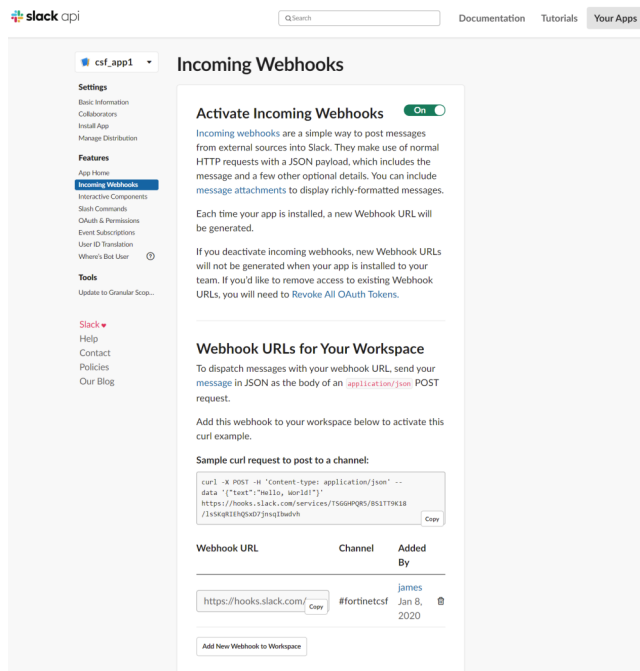 slack api
Search
Documentation
Tutorials
Your Apps
csf_app1
Settings
Basic Information
Collaborators
Install App
Manage Distribution
Features
App Home
Incoming Webhooks
Interactive Components
Slash Commands
OAuth & Permissions
Event Subscriptions
User ID Translation
Where's Bot User
Tools
Update to Granular Scop...
Slack ♥
Help
Contact
Policies
Our Blog
Incoming Webhooks
Activate Incoming Webhooks
On
Incoming webhooks are a simple way to post messages
from external sources into Slack. They make use of normal
HTTP requests with a JSON payload, which includes the
message and a few other optional details. You can include
message attachments to display richly-formatted messages.
Each time your app is installed, a new Webhook URL will
be generated.
If you deactivate incoming webhooks, new Webhook URLs
will not be generated when your app is installed to your
team. If you'd like to remove access to existing Webhook
URLs, you will need to Revoke All OAuth Tokens.
Webhook URLs for Your Workspace
To dispatch messages with your webhook URL, send your
message in JSON as the body of an application/json POST
request.
Add this webhook to your workspace below to activate this
curl example.
Sample curl request to post to a channel:
curl -X POST -H 'Content-type: application/json' --
data '{"text":"Hello, World!"}'
https://hooks.slack.com/services/TSGGHPQR5/BS1TT9K18
/lsSKqRIEhQSxD7jnsqIbwdvh
Copy
Webhook URL
Channel
Added
By
https://hooks.slack.com/
Copy
#fortinetcsf
james
Jan 8,
2020
Add New Webhook to Workspace